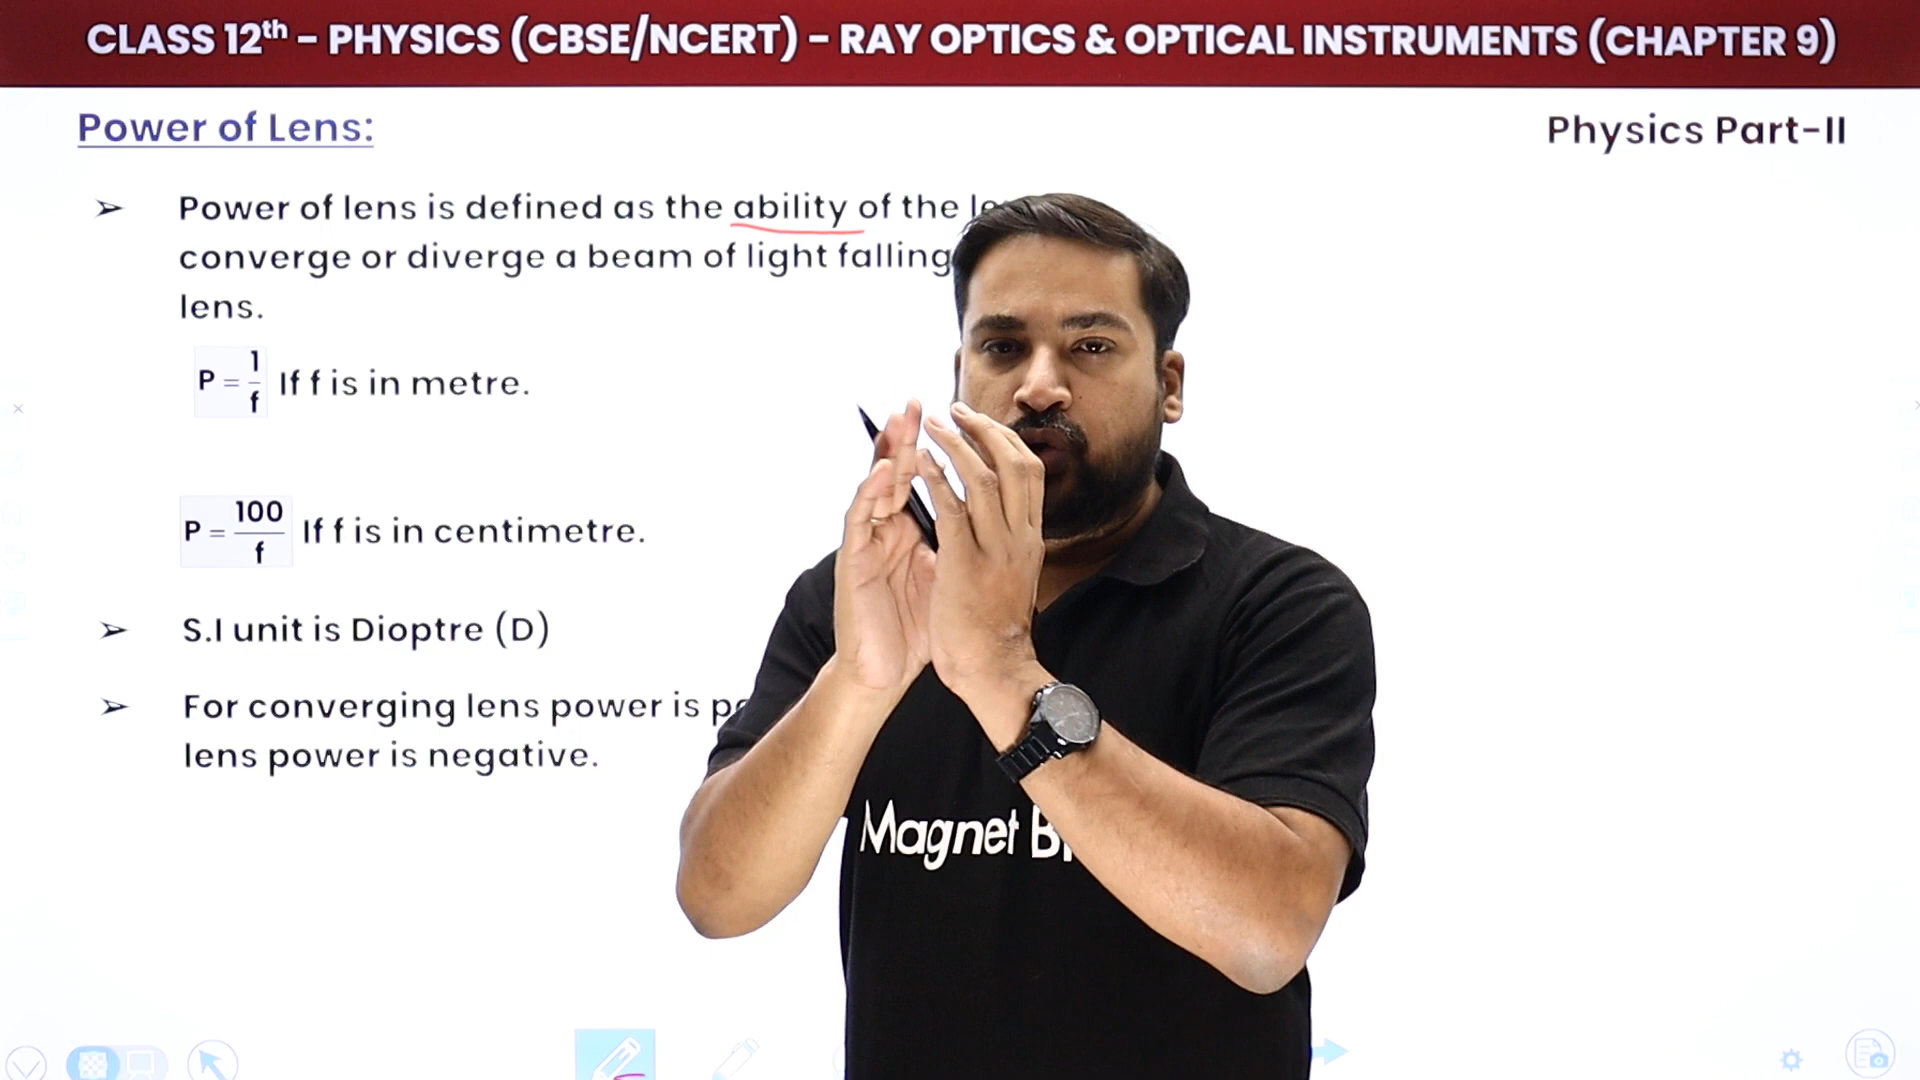 CLASS 12th - PHYSICS (CBSE/NCERT) - RAY OPTICS & OPTICAL INSTRUMENTS (CHAPTER 9)
Power of Lens:
Physics Part-II
➢ Power of lens is defined as the ability of the
converge or diverge a beam of light falling
lens.
P = 1/f If f is in metre.
P = 100/f If f is in centimetre.
➢ S.I unit is Dioptre (D)
➢ For converging lens power is
lens power is negative.
Magnet